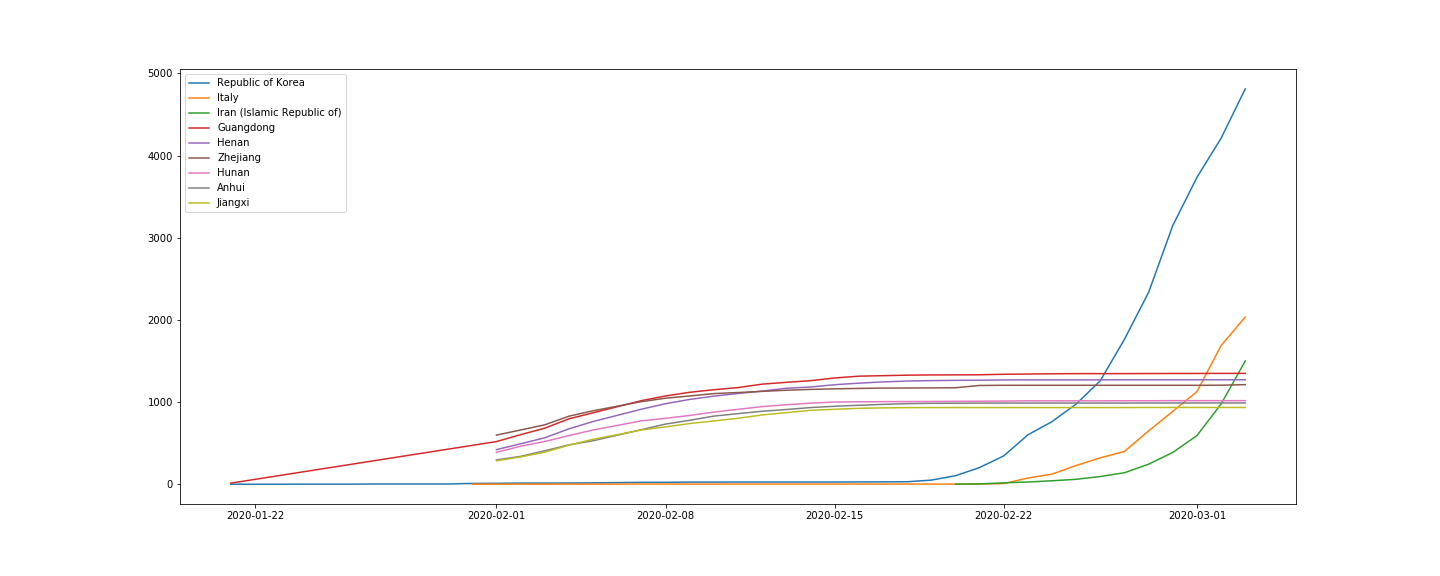 Republic of Korea
Italy
Iran (Islamic Republic of)
Guangdong
Henan
Zhejiang
Hunan
Anhui
Jiangxi
5000
4000
3000
2000
1000
0
2020-01-22 2020-02-01 2020-02-08 2020-02-15 2020-02-22 2020-03-01